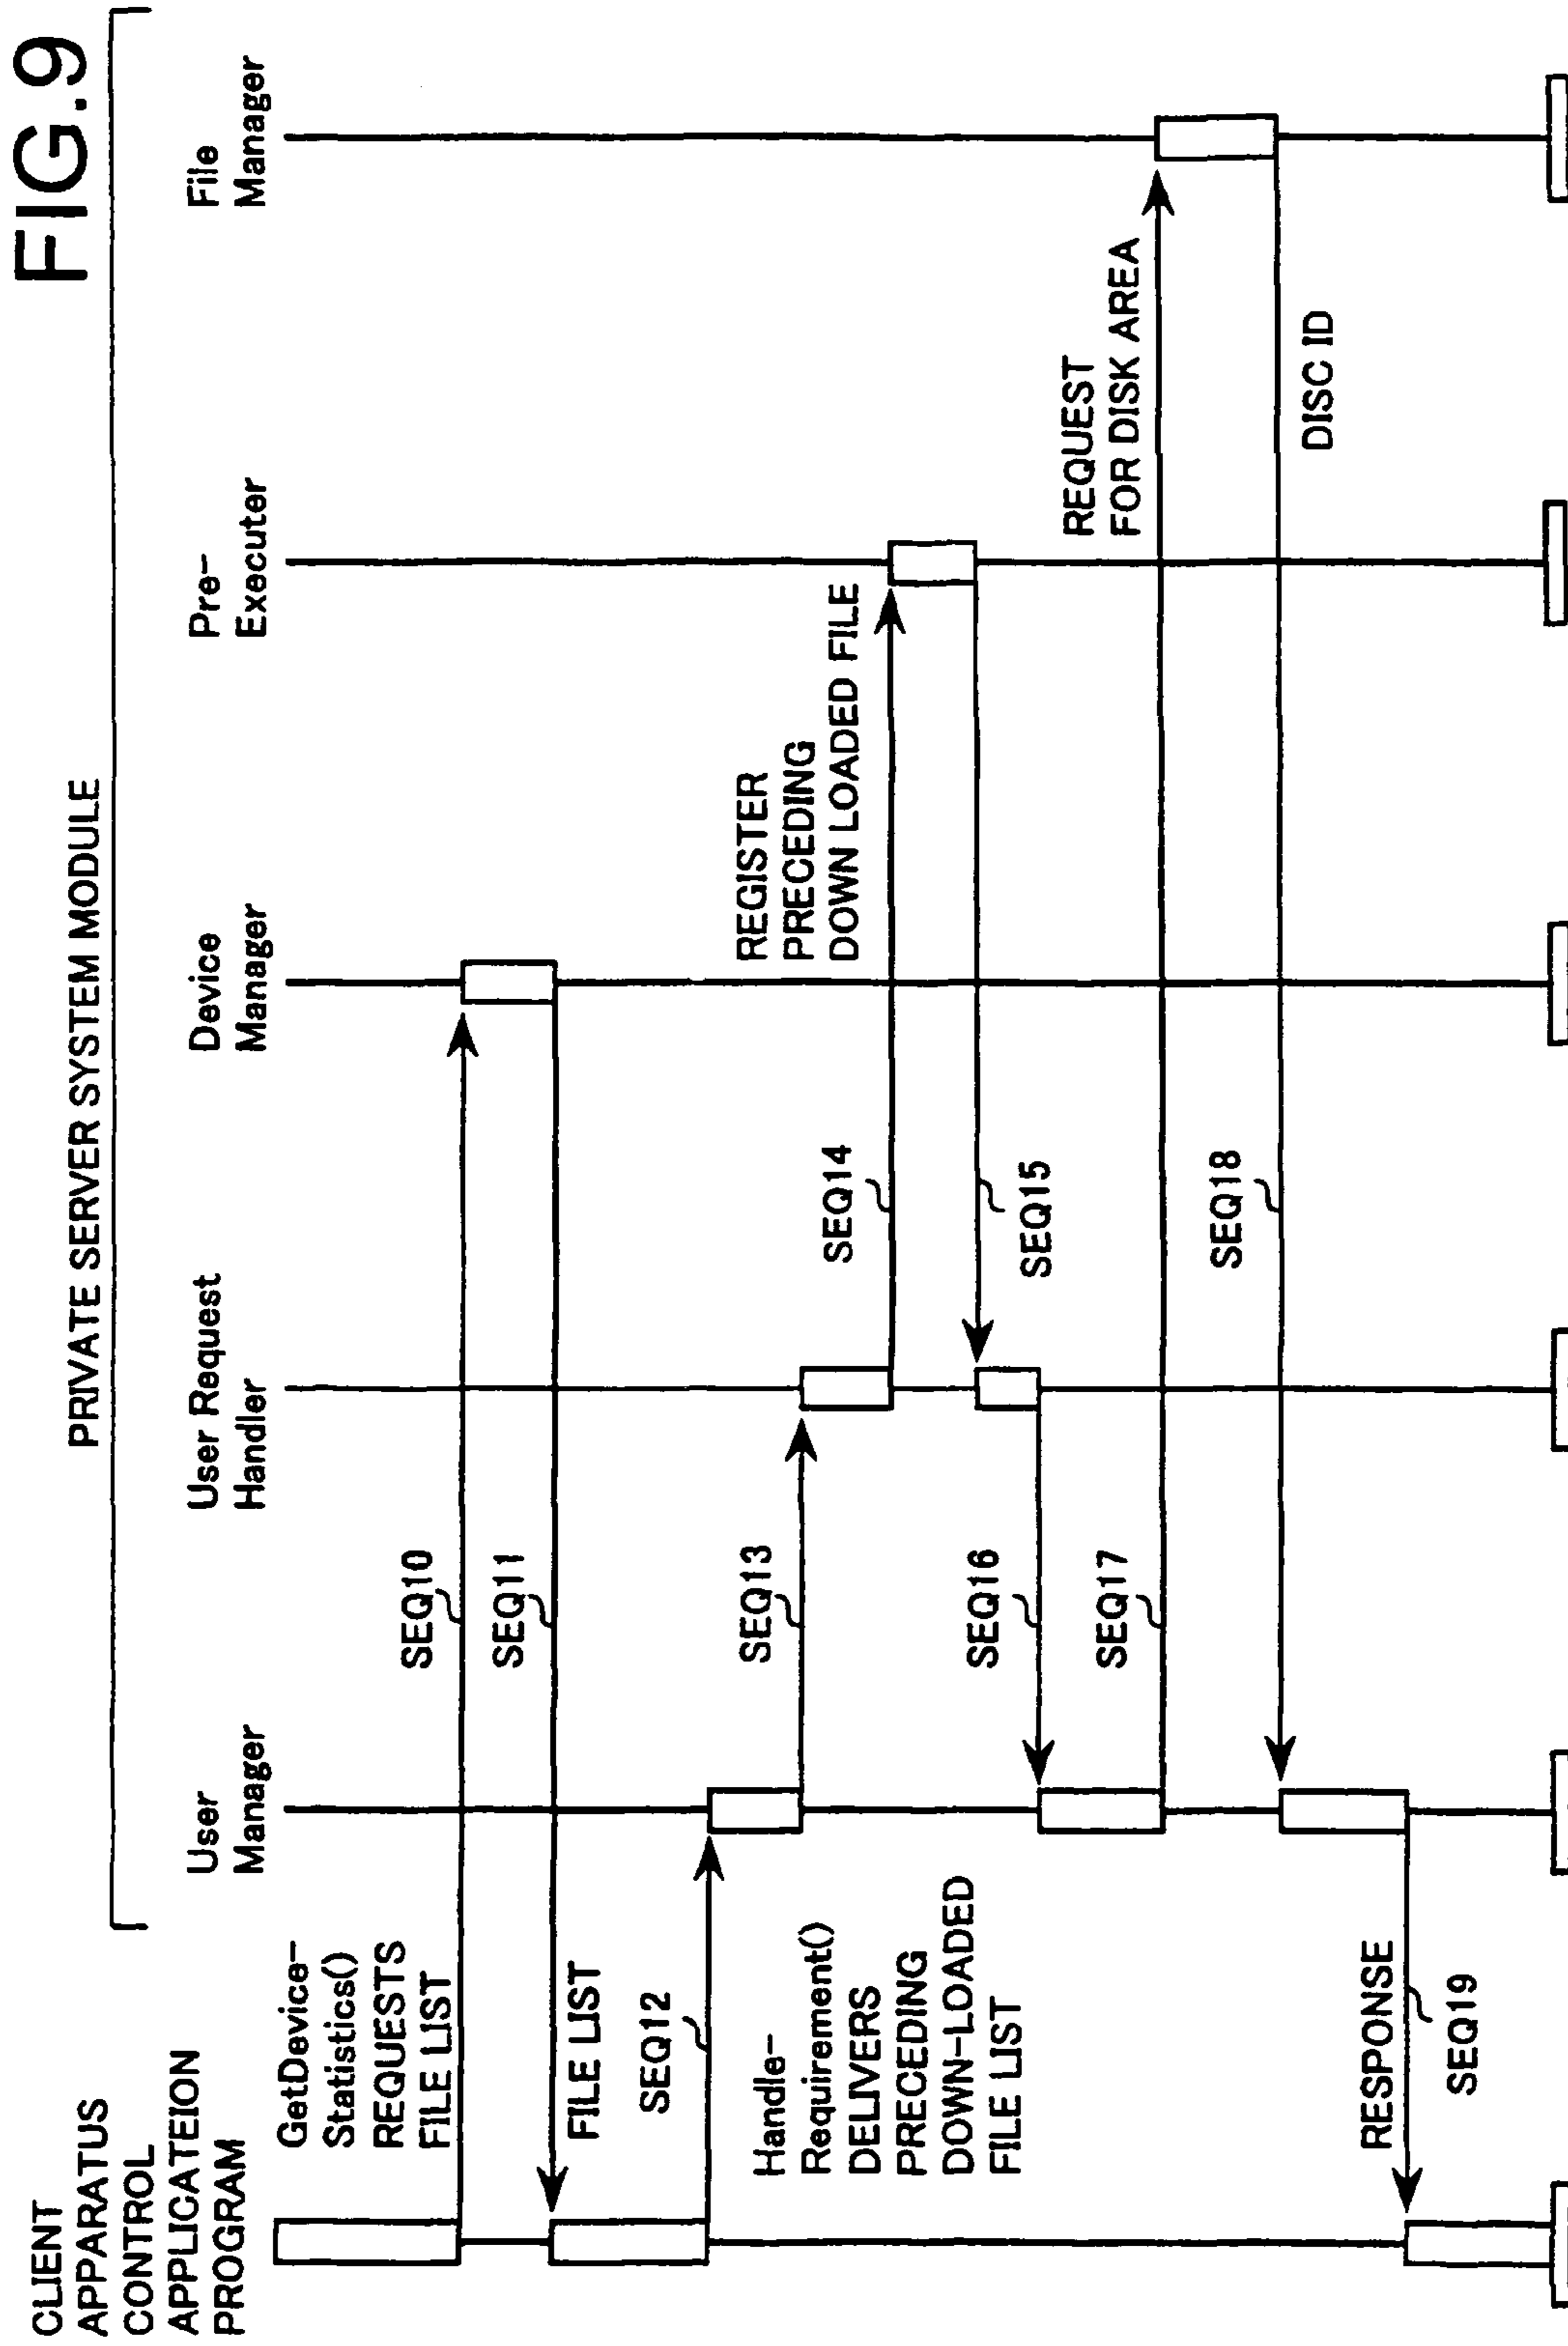 FIG.9
PRIVATE SERVER SYSTEM MODULE
CLIENT
APPARATUS
CONTROL
APPLICATEION
PROGRAM
User
Manager
User Request
Handler
Device
Manager
Pre-
Executer
File
Manager
GetDevice-
Statistics()
REQUESTS
FILE LIST
SEQ10
FILE LIST
SEQ11
SEQ12
Handle-
Requirement()
DELIVERS
PRECEDING
DOWN-LOADED
FILE LIST
SEQ13
REGISTER
PRECEDING
DOWN LOADED FILE
SEQ14
SEQ15
SEQ16
SEQ17
REQUEST
FOR DISK AREA
SEQ18
DISC ID
RESPONSE
SEQ19